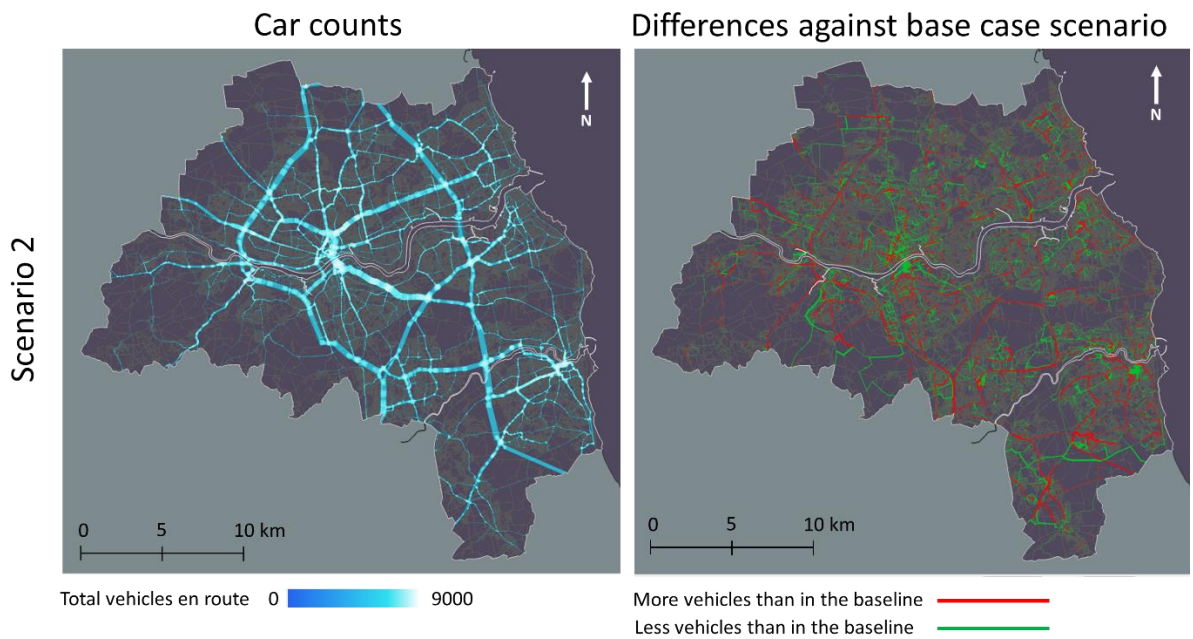 Car counts
Differences against base case scenario
Scenario 2
N
N
0 5 10 km
0 5 10 km
Total vehicles en route 0 9000
More vehicles than in the baseline
Less vehicles than in the baseline